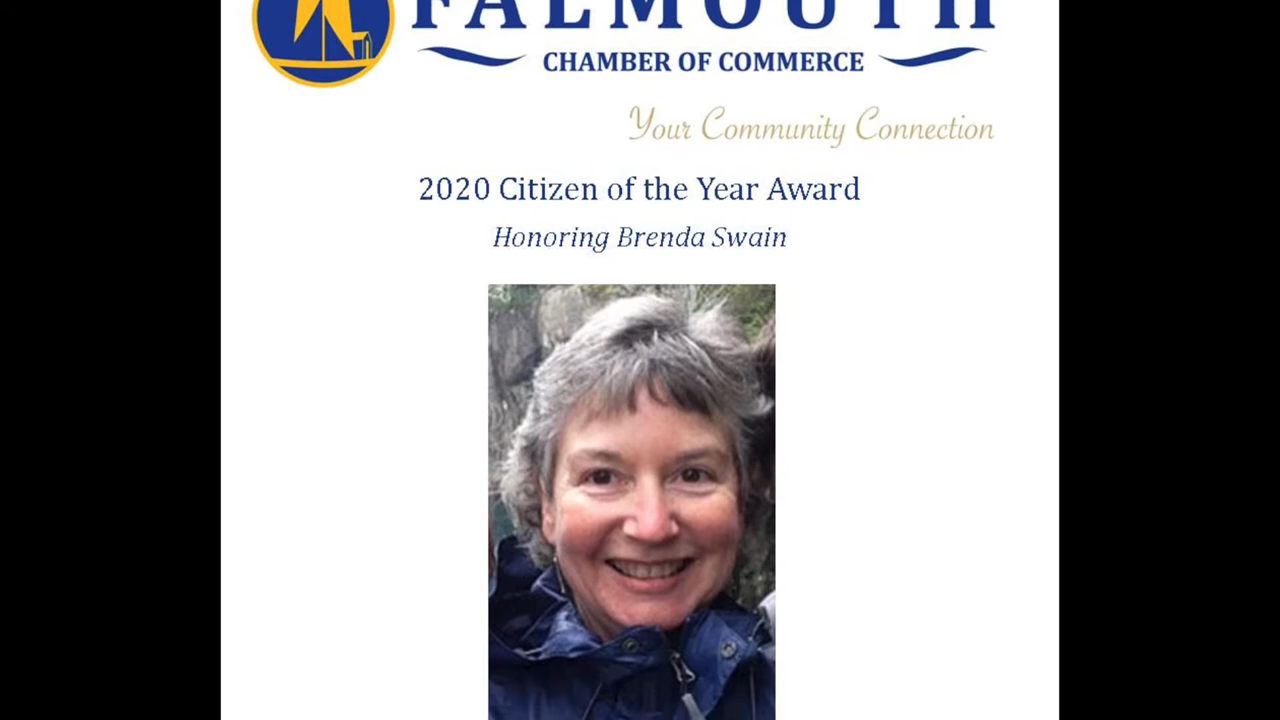 FALMOUTH
CHAMBER OF COMMERCE
Your Community Connection
2020 Citizen of the Year Award
Honoring Brenda Swain